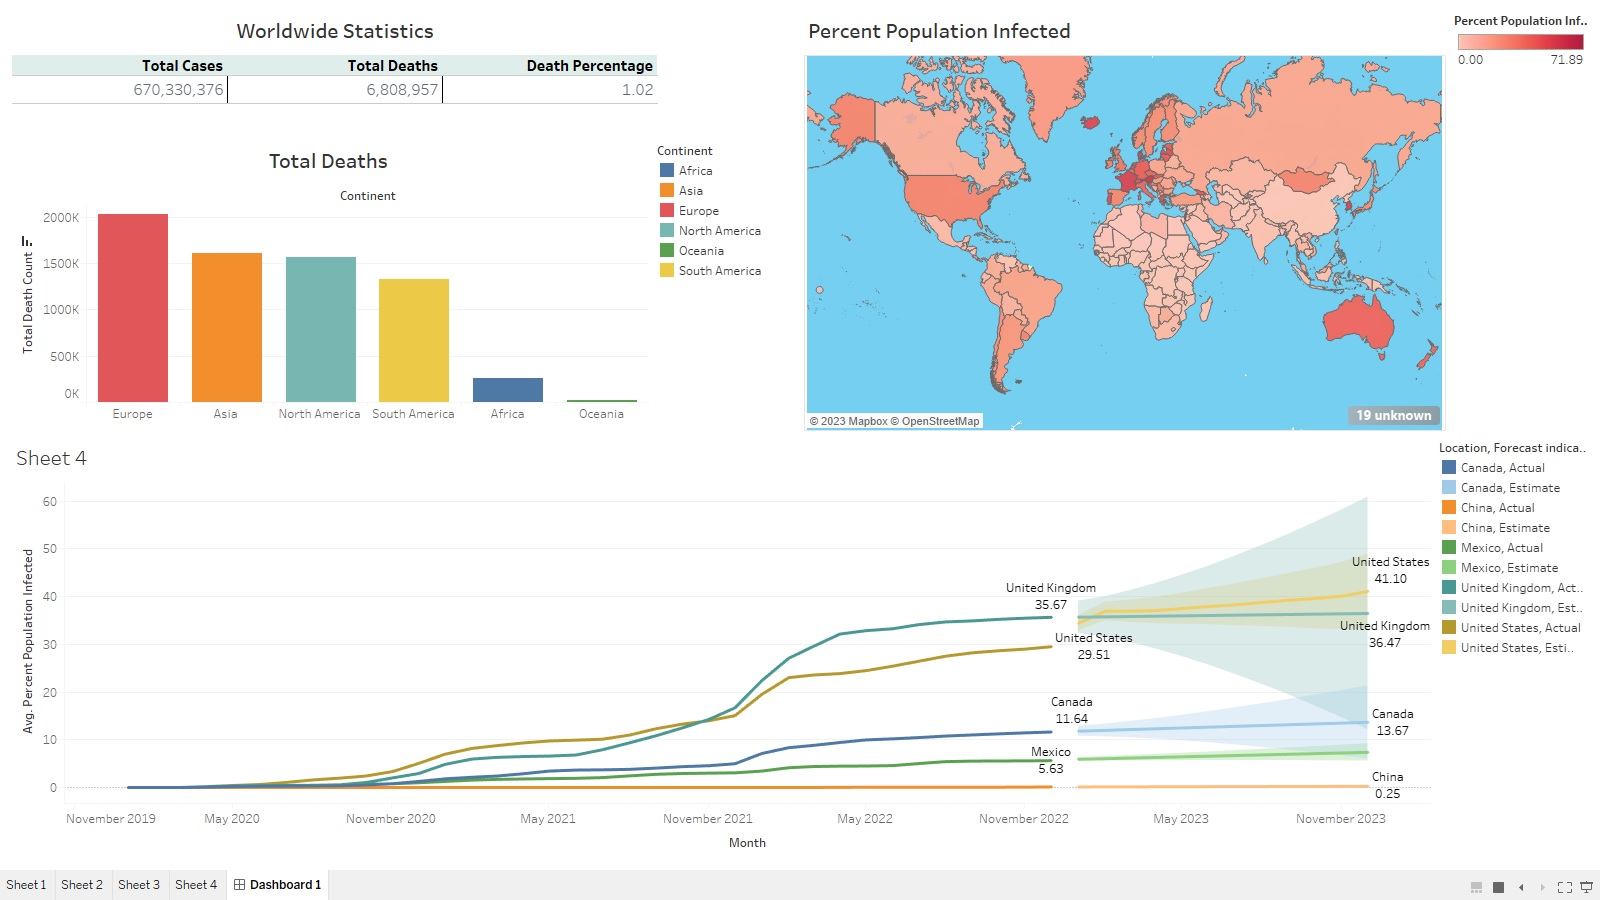 Worldwide Statistics
Total Cases Total Deaths Death Percentage
670,330,376 6,808,957 1.02
Total Deaths
Continent
Total Death Count
2000K
1500K
1000K
500K
0K
Europe Asia North America South America Africa Oceania
Continent
Africa
Asia
Europe
North America
Oceania
South America
Percent Population Infected
© 2023 Mapbox © OpenStreetMap
19 unknown
Percent Population Inf..
0.00 71.89
Sheet 4
Avg. Percent Population Infected
60
50
40
30
20
10
0
United Kingdom
35.67
United States
29.51
Canada
11.64
Mexico
5.63
United States
41.10
United Kingdom
36.47
Canada
13.67
China
0.25
November 2019 May 2020 November 2020 May 2021 November 2021 May 2022 November 2022 May 2023 November 2023
Month
Location, Forecast indica..
Canada, Actual
Canada, Estimate
China, Actual
China, Estimate
Mexico, Actual
Mexico, Estimate
United Kingdom, Act..
United Kingdom, Est..
United States, Actual
United States, Esti..
Sheet 1 Sheet 2 Sheet 3 Sheet 4 Dashboard 1